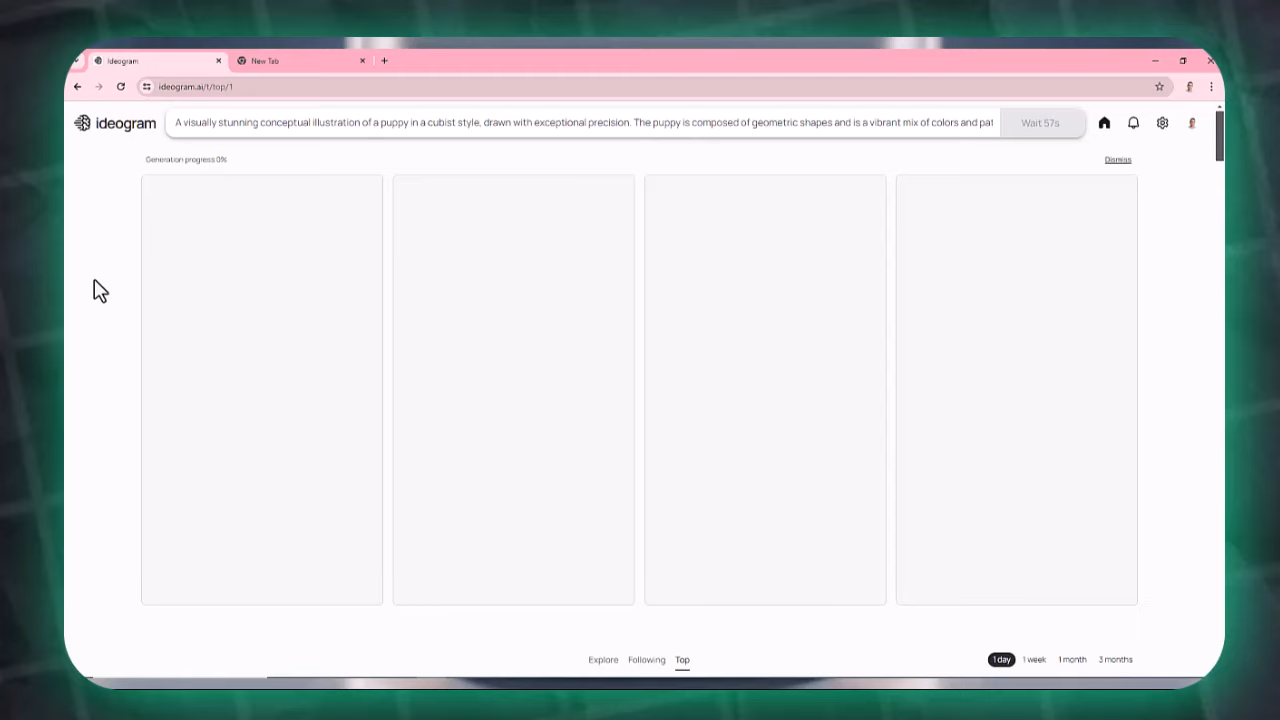 Ideogram
New Tab
ideogram.ai/t/top/1
ideogram
A visually stunning conceptual illustration of a puppy in a cubist style, drawn with exceptional precision. The puppy is composed of geometric shapes and is a vibrant mix of colors and pat
Wait 57s
Generation progress 0%
Dismiss
Explore Following Top
1 day 1 week 1 month 3 months